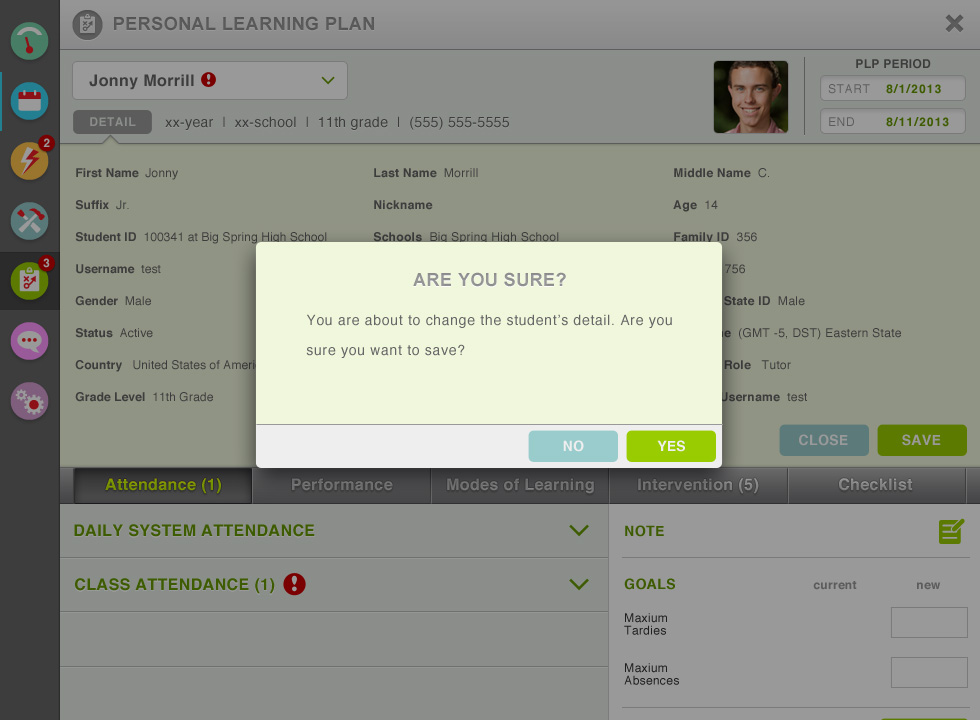 PERSONAL LEARNING PLAN
Jonny Morrill
PLP PERIOD
START 8/1/2013
END 8/11/2013
DETAIL xx-year | xx-school | 11th grade | (555) 555-5555
2
3
First Name Jonny Last Name Morrill Middle Name C.
Suffix Jr. Nickname Age 14
Student ID 100341 at Big Spring High School Schools Big Spring High School Family ID 356
Username test 756
Gender Male State ID Male
Status Active (GMT -5, DST) Eastern State
Country United States of Role Tutor
Grade Level 11th Grade Username test
ARE YOU SURE?
You are about to change the student’s detail. Are you
sure you want to save?
NO YES
CLOSE SAVE
Attendance (1) Performance Modes of Learning Intervention (5) Checklist
DAILY SYSTEM ATTENDANCE
CLASS ATTENDANCE (1)
NOTE
GOALS current new
Maxium
Tardies
Maxium
Absences